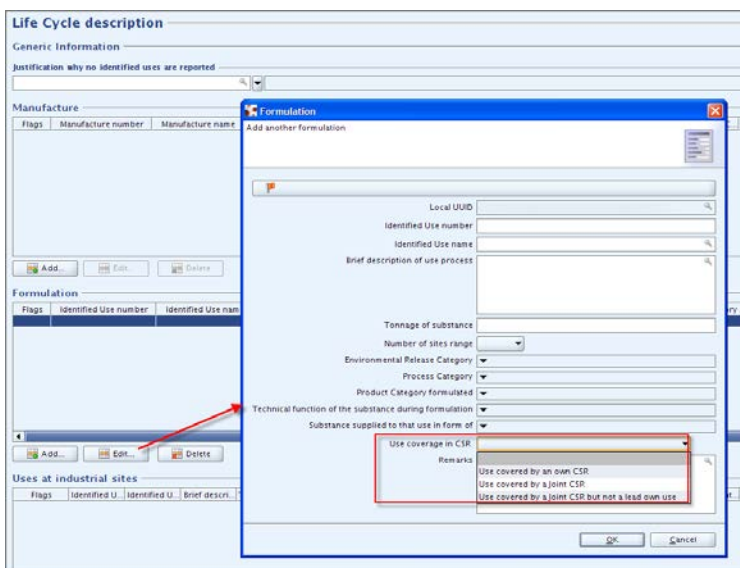 Life Cycle description
Generic Information
Justification why no identified uses are reported
Manufacture
Flags Manufacture number Manufacture name
Add... Edit... Delete
Formulation
Flags Identified Use number Identified Use nam
Add... Edit... Delete
Uses at industrial sites
Flags Identified U... Identified U... Brief descri...
Formulation
Add another formulation
Local UUID
Identified Use number
Identified Use name
Brief description of use process
Tonnage of substance
Number of sites range
Environmental Release Category
Process Category
Product Category formulated
Technical function of the substance during formulation
Substance supplied to that use in form of
Use coverage in CSR
Remarks
Use covered by an own CSR
Use covered by a joint CSR
Use covered by a joint CSR but not a lead own use
OK Cancel